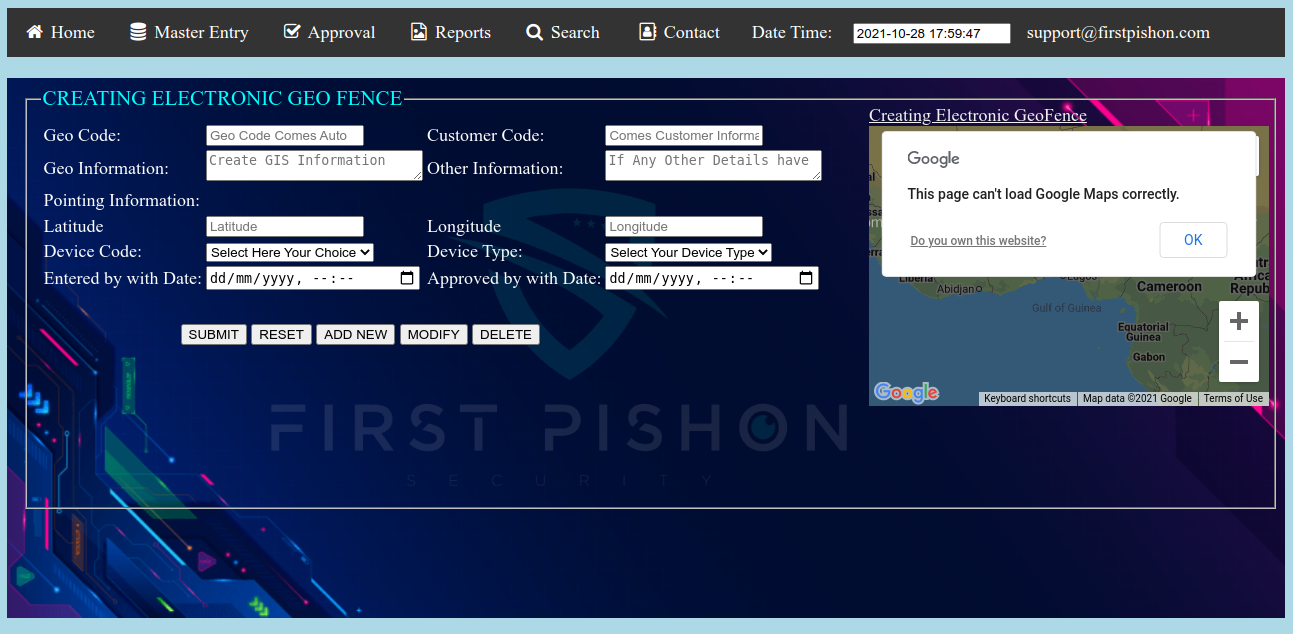 Home Master Entry Approval Reports Search Contact Date Time: 2021-10-28 17:59:47 support@firstpishon.com
CREATING ELECTRONIC GEO FENCE
Geo Code: Geo Code Comes Auto Customer Code: Comes Customer Informa
Geo Information: Create GIS Information Other Information: If Any Other Details have
Pointing Information:
Latitude Latitude Longitude Longitude
Device Code: Select Here Your Choice Device Type: Select Your Device Type
Entered by with Date: dd/mm/yyyy, --:-- Approved by with Date: dd/mm/yyyy, --:--
SUBMIT RESET ADD NEW MODIFY DELETE
FIRST PISHON
SECURITY
Creating Electronic GeoFence
Google
This page can't load Google Maps correctly.
Do you own this website? OK
Liberia
Abidjan
Lagos
Cameroon
Gulf of Guinea
Equatorial
Guinea
Gabon
Google
Keyboard shortcuts Map data ©2021 Google Terms of Use